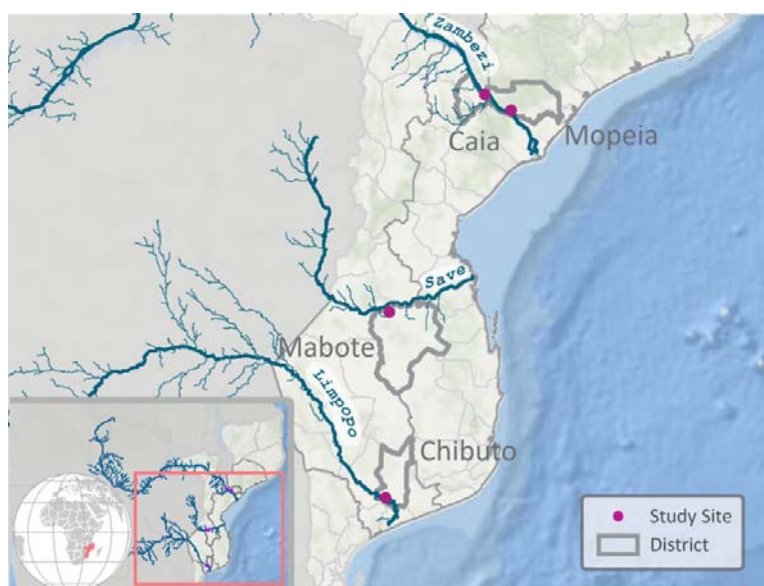 Zambezi
Caia
Mopeia
Save
Mabote
Limpopo
Chibuto
Study Site
District